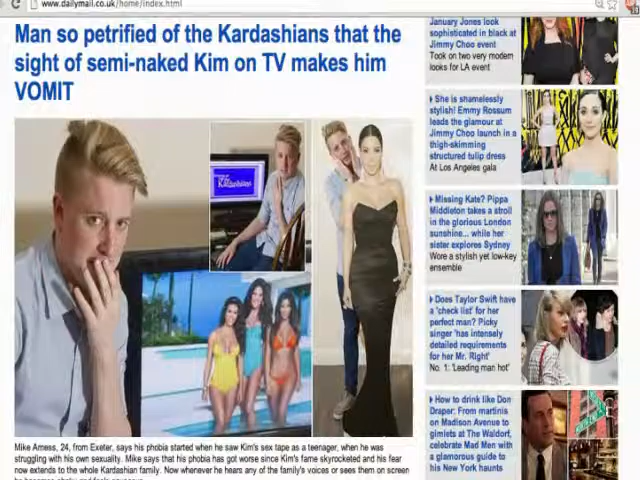 www.dailymail.co.uk/home/index.html
Man so petrified of the Kardashians that the
sight of semi-naked Kim on TV makes him
VOMIT
Kardashians
Mike Amess, 24, from Exeter, says his phobia started when he saw Kim's sex tape as a teenager, when he was
struggling with his own sexuality. Mike says that his phobia has got worse since Kim's fame skyrocketed and his fear
now extends to the whole Kardashian family. Now whenever he hears any of the family's voices or sees them on screen
January Jones look
sophisticated in black at
Jimmy Choo event
Took on two very modern
looks for LA event
She is shamelessly
stylish! Emmy Rossum
leads the glamour at
Jimmy Choo launch in a
thigh-skimming
structured tulip dress
At Los Angeles gala
Missing Kate? Pippa
Middleton takes a stroll
in the glorious London
sunshine... while her
sister explores Sydney
Wore a stylish yet low-key
ensemble
Does Taylor Swift have
a 'check list' for her
perfect man? Picky
singer 'has intensely
detailed requirements
for her Mr. Right'
No. 1: 'Leading man hot'
How to drink like Don
Draper: From martinis
on Madison Avenue to
gimlets at The Waldorf,
celebrate Mad Men with
a glamorous guide to
his New York haunts